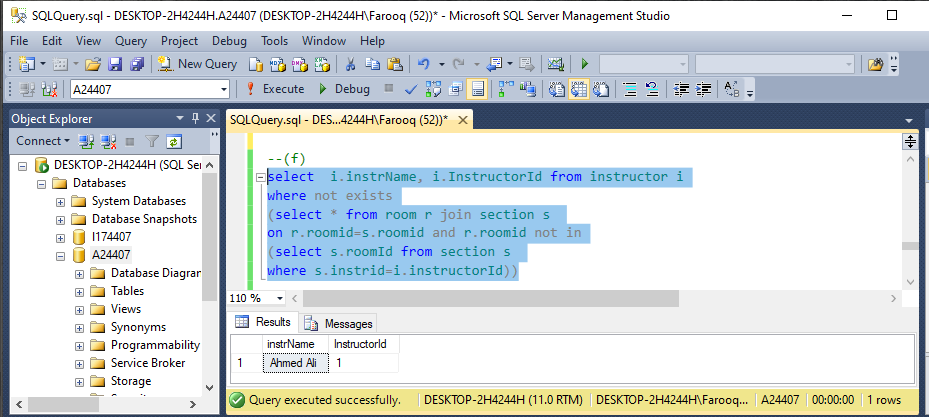 SQLQuery.sql - DESKTOP-2H4244H.A24407 (DESKTOP-2H4244H\Farooq (52))* - Microsoft SQL Server Management Studio
File Edit View Query Project Debug Tools Window Help
New Query
A24407 Execute Debug
Object Explorer
Connect
DESKTOP-2H4244H (SQL Ser
Databases
System Databases
Database Snapshots
I174407
A24407
Database Diagrar
Tables
Views
Synonyms
Programmability
Service Broker
Storage
SQLQuery.sql - DES...4244H\Farooq (52))*
--(f)
select i.instrName, i.InstructorId from instructor i
where not exists
(select * from room r join section s
on r.roomid=s.roomid and r.roomid not in
(select s.roomId from section s
where s.instrid=i.instructorId))
110 %
Results Messages
instrName InstructorId
1 Ahmed Ali 1
Query executed successfully. DESKTOP-2H4244H (11.0 RTM) DESKTOP-2H4244H\Farooq... A24407 00:00:00 1 rows